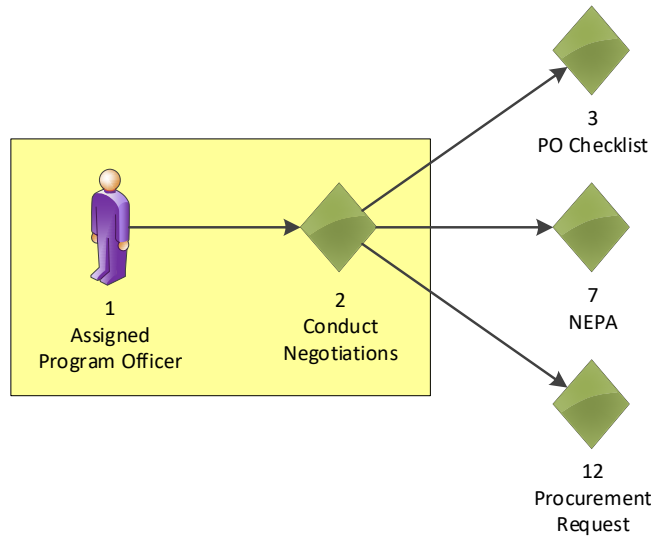 3
PO Checklist
1
Assigned
Program Officer
2
Conduct
Negotiations
7
NEPA
12
Procurement
Request